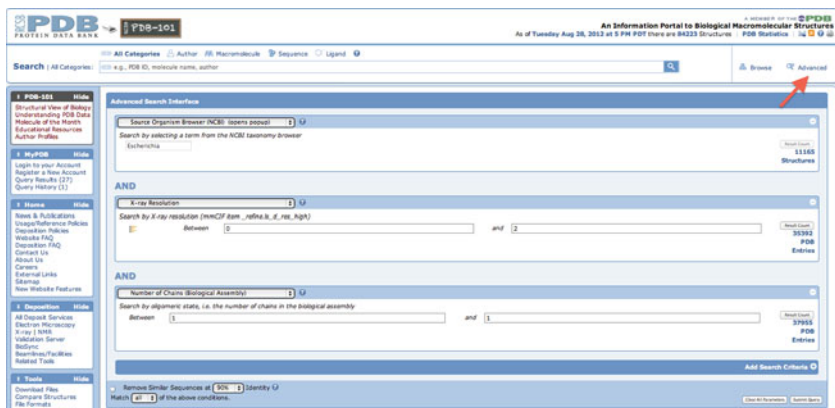 PDB PDB-101
PROTEIN DATA BANK
A MEMBER OF THE PDB
An Information Portal to Biological Macromolecular Structures
As of Tuesday Aug 28, 2012 at 5 PM PDT there are 84223 Structures | PDB Statistics
All Categories Author Macromolecule Sequence Ligand
Search | All Categories: e.g., PDB ID, molecule name, author
Browse Advanced
PDB-101 Hide
Structural View of Biology
Understanding PDB Data
Molecule of the Month
Educational Resources
Author Profiles
MyPDB Hide
Login to your Account
Register a New Account
Query Results (27)
Query History (1)
Home Hide
News & Publications
Usage/Reference Policies
Deposition Policies
Website FAQ
Deposition FAQ
Contact Us
About Us
Careers
External Links
Sitemap
New Website Features
Deposition Hide
All Deposit Services
Electron Microscopy
X-ray | NMR
Validation Server
BioSync
Beamlines/Facilities
Related Tools
Tools Hide
Download Files
Compare Structures
File Formats
Advanced Search Interface
Source Organism Browser (NCBI) (opens popup)
Search by selecting a term from the NCBI taxonomy browser
Escherichia
Result Count
11165
Structures
AND
X-ray Resolution
Search by X-ray resolution (mmCIF item _refine.ls_d_res_high)
Between 0 and 2
Result Count
35392
PDB
Entries
AND
Number of Chains (Biological Assembly)
Search by oligomeric state, i.e. the number of chains in the biological assembly
Between 1 and 1
Result Count
37955
PDB
Entries
Add Search Criteria
Remove Similar Sequences at 90% Identity
Match all of the above conditions.
Clear All Parameters Submit Query